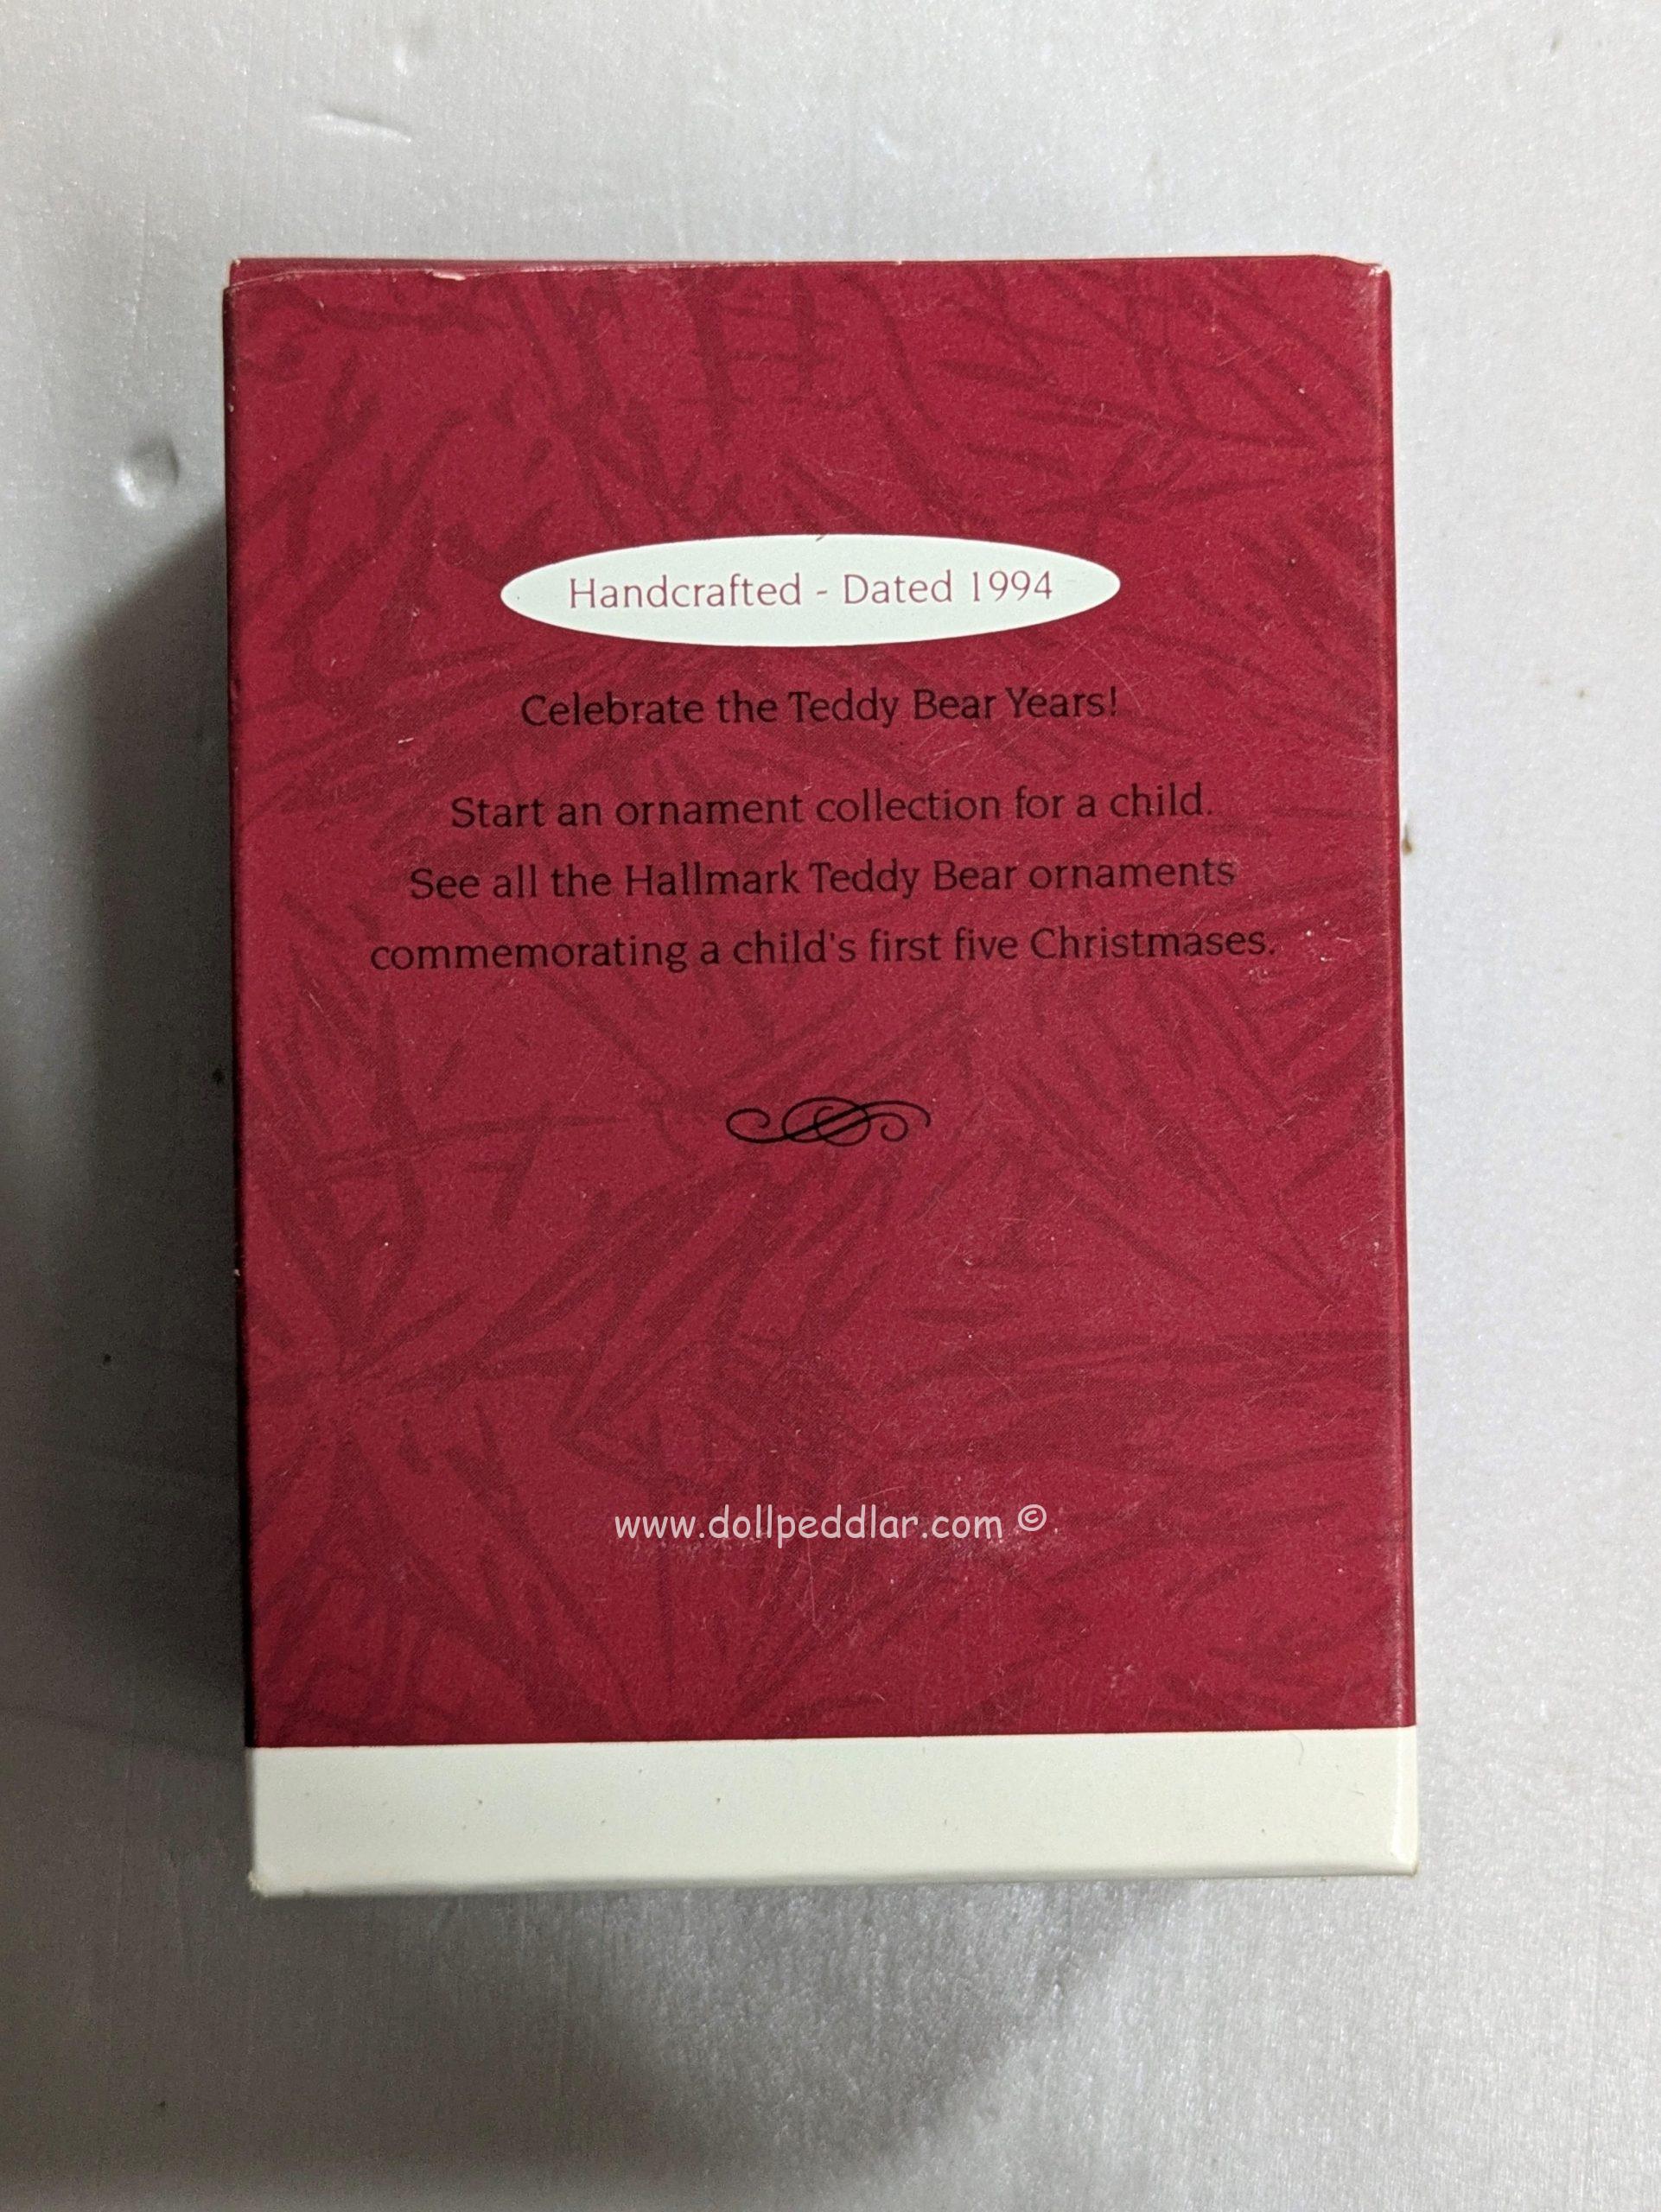 Handcrafted - Dated 1994
Celebrate the Teddy Bear Years!
Start an ornament collection for a child.
See all the Hallmark Teddy Bear ornaments
commemorating a child's first five Christmases.
www.dollpeddlar.com ©